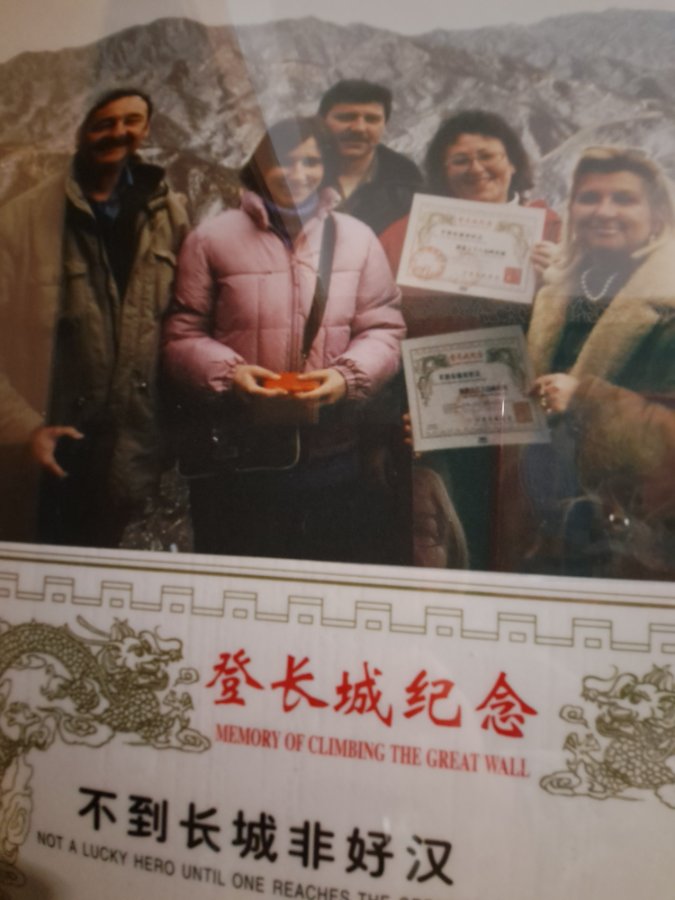 登长城纪念
MEMORY OF CLIMBING THE GREAT WALL
不到长城非好汉
NOT A LUCKY HERO UNTIL ONE REACHES THE